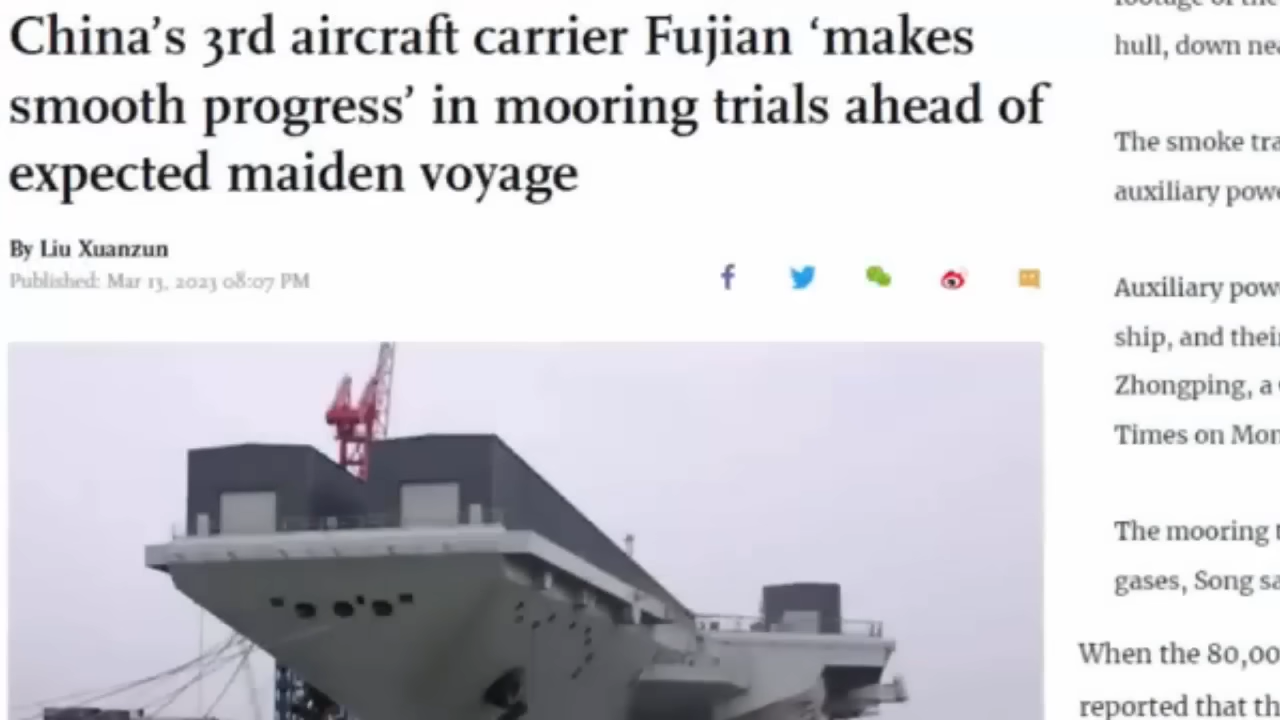 China's 3rd aircraft carrier Fujian ‘makes
smooth progress’ in mooring trials ahead of
expected maiden voyage
By Liu Xuanzun
Published: Mar 13, 2023 08:07 PM
hull, down
The smoke
auxiliary
Auxiliary
ship, and
Zhongping, a
Times on
The mooring
gases, Song
When the
reported that